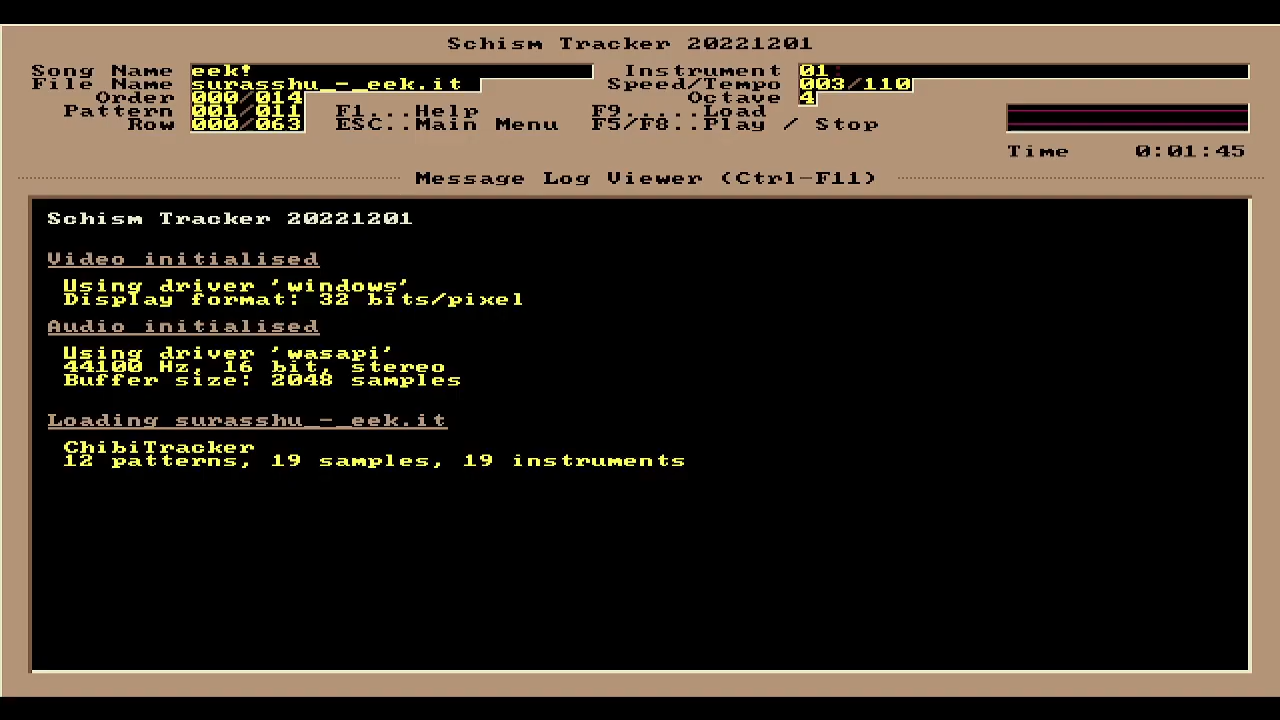 Schism Tracker 20221201
Song Name eek! Instrument 01:
File Name surasshu_-_eek.it Speed/Tempo 003/110
Order 000/014 Octave 4
Pattern 001/011 F1...Help F9.....Load
Row 000/063 ESC..Main Menu F5/F8..Play / Stop
Time 0:01:45
Message Log Viewer (Ctrl-F11)
Schism Tracker 20221201
Video initialised
Using driver 'windows'
Display format: 32 bits/pixel
Audio initialised
Using driver 'wasapi'
44100 Hz, 16 bit, stereo
Buffer size: 2048 samples
Loading surasshu_-_eek.it
ChibiTracker
12 patterns, 19 samples, 19 instruments